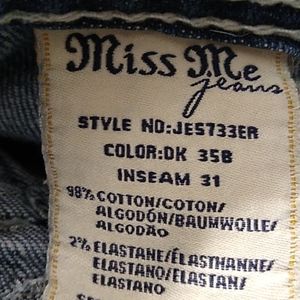 Miss Me
jeans
STYLE NO:JE5733ER
COLOR:DK 35B
INSEAM 31
98% COTTON/COTON/
ALGODÓN/BAUMWOLLE/
ALGODÃO
2% ELASTANE/ÉLASTHANNE/
ELASTANO/ELASTAN/
ELASTANO